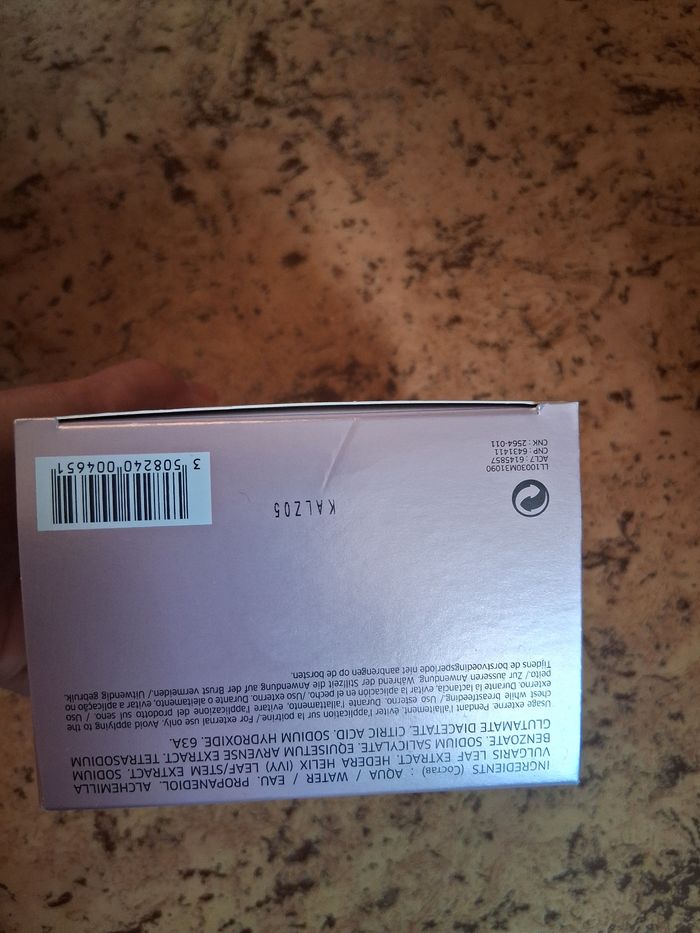 INGREDIENTS (Состав) : AQUA / WATER / EAU. PROPANEDIOL. ALCHEMILLA
VULGARIS LEAF EXTRACT. HEDERA HELIX (IVY) LEAF/STEM EXTRACT. SODIUM
BENZOATE. SODIUM SALICYLATE. EQUISETUM ARVENSE EXTRACT. TETRASODIUM
GLUTAMATE DIACETATE. CITRIC ACID. SODIUM HYDROXIDE. 63A.
Usage externe. Pendant l'allaitement, éviter l'application sur la poitrine / For external use only. Avoid applying to the
chest while breastfeeding / Uso esterno. Durante l'allattamento, evitare l'applicazione del prodotto sul seno. / Uso
externo. Durante la lactancia, evitar la aplicación en el pecho. /Uso externo. Durante o aleitamento, evitar a aplicação no
peito. / Zur äusseren Anwendung. Während der Stillzeit die Anwendung auf der Brust vermeiden / Uitwendig gebruik.
Tijdens de borstvoedingsperiode niet aanbrengen op de borsten.
KALZ05
LL10030M31090
ACL7 : 6145857
CNP : 6431411
CNK : 2564-011
3 508240 004651